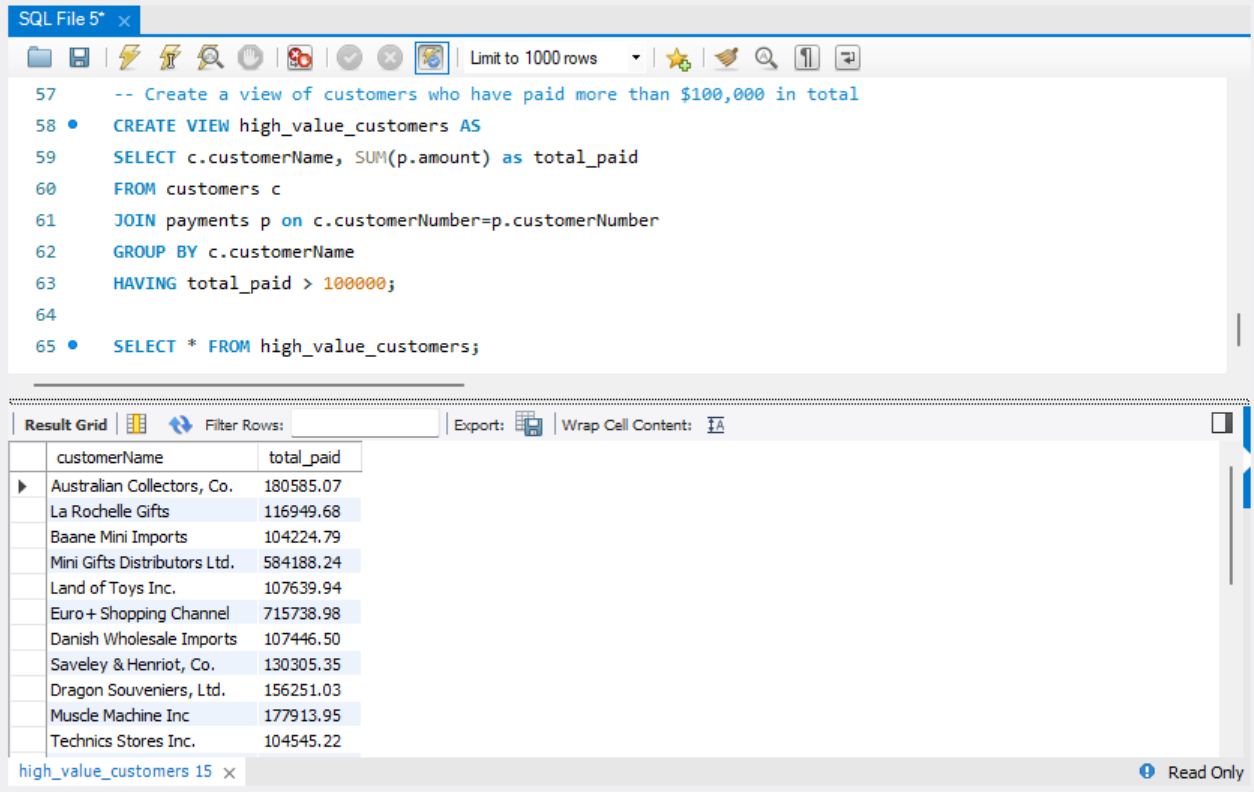 SQL File 5* ×
Limit to 1000 rows
57 -- Create a view of customers who have paid more than $100,000 in total
58 CREATE VIEW high_value_customers AS
59 SELECT c.customerName, SUM(p.amount) as total_paid
60 FROM customers c
61 JOIN payments p on c.customerNumber=p.customerNumber
62 GROUP BY c.customerName
63 HAVING total_paid > 100000;
64
65 SELECT * FROM high_value_customers;
Result Grid Filter Rows: Export: Wrap Cell Content: IA
customerName total_paid
Australian Collectors, Co. 180585.07
La Rochelle Gifts 116949.68
Baane Mini Imports 104224.79
Mini Gifts Distributors Ltd. 584188.24
Land of Toys Inc. 107639.94
Euro+ Shopping Channel 715738.98
Danish Wholesale Imports 107446.50
Saveley & Henriot, Co. 130305.35
Dragon Souveniers, Ltd. 156251.03
Muscle Machine Inc 177913.95
Technics Stores Inc. 104545.22
high_value_customers 15 × Read Only